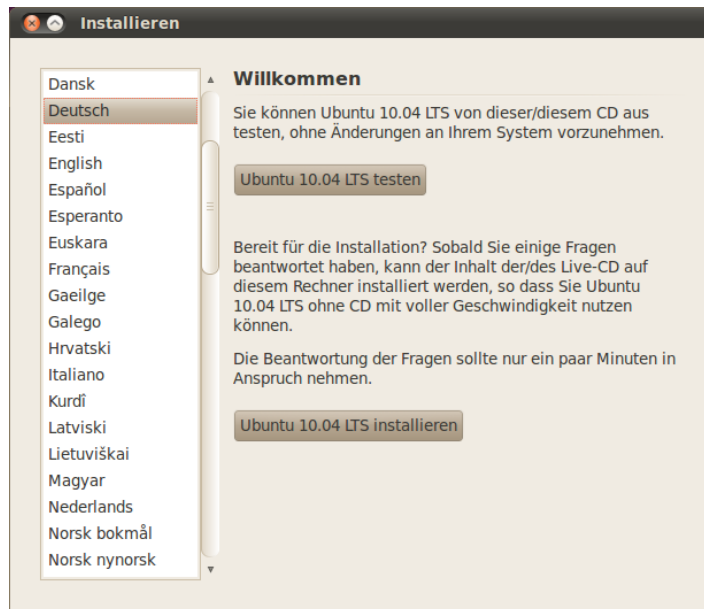 Installieren
Dansk
Deutsch
Eesti
English
Español
Esperanto
Euskara
Français
Gaeilge
Galego
Hrvatski
Italiano
Kurdî
Latviski
Lietuviškai
Magyar
Nederlands
Norsk bokmål
Norsk nynorsk
Willkommen
Sie können Ubuntu 10.04 LTS von dieser/diesem CD aus
testen, ohne Änderungen an Ihrem System vorzunehmen.
Ubuntu 10.04 LTS testen
Bereit für die Installation? Sobald Sie einige Fragen
beantwortet haben, kann der Inhalt der/des Live-CD auf
diesem Rechner installiert werden, so dass Sie Ubuntu
10.04 LTS ohne CD mit voller Geschwindigkeit nutzen
können.
Die Beantwortung der Fragen sollte nur ein paar Minuten in
Anspruch nehmen.
Ubuntu 10.04 LTS installieren